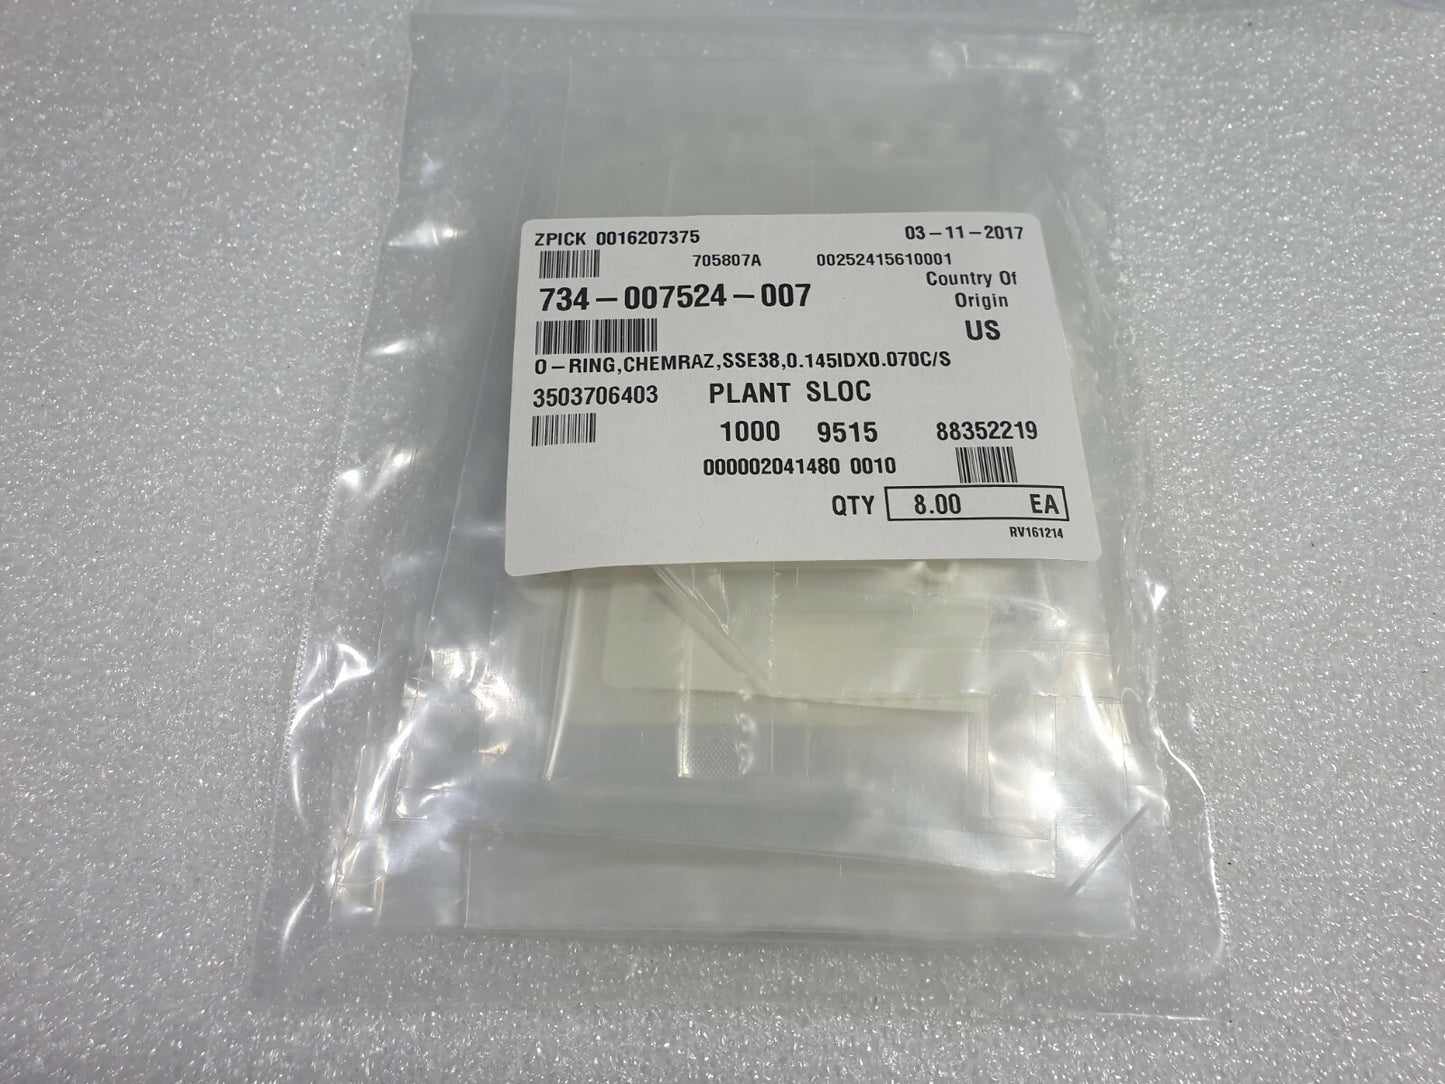 ZPICK 0016207375 03-11-2017
705807A 00252415610001
734-007524-007
Country Of
Origin
US
O-RING,CHEMRAZ,SSE38,0.145IDX0.070C/S
3503706403 PLANT SLOC
1000 9515 88352219
000002041480 0010
QTY 8.00 EA
RV161214